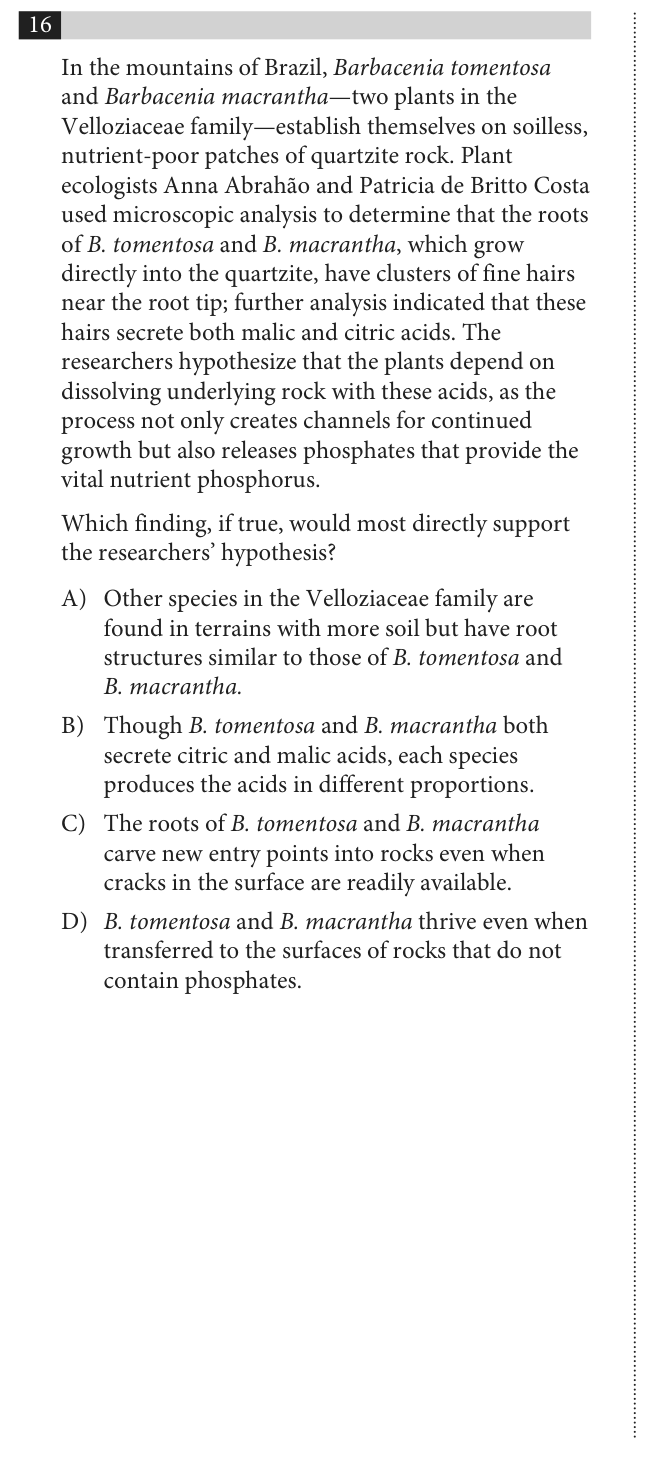 16
In the mountains of Brazil, Barbacenia tomentosa
and Barbacenia macrantha—two plants in the
Velloziaceae family—establish themselves on soilless,
nutrient-poor patches of quartzite rock. Plant
ecologists Anna Abrahão and Patricia de Britto Costa
used microscopic analysis to determine that the roots
of B. tomentosa and B. macrantha, which grow
directly into the quartzite, have clusters of fine hairs
near the root tip; further analysis indicated that these
hairs secrete both malic and citric acids. The
researchers hypothesize that the plants depend on
dissolving underlying rock with these acids, as the
process not only creates channels for continued
growth but also releases phosphates that provide the
vital nutrient phosphorus.
Which finding, if true, would most directly support
the researchers’ hypothesis?
A) Other species in the Velloziaceae family are
found in terrains with more soil but have root
structures similar to those of B. tomentosa and
B. macrantha.
B) Though B. tomentosa and B. macrantha both
secrete citric and malic acids, each species
produces the acids in different proportions.
C) The roots of B. tomentosa and B. macrantha
carve new entry points into rocks even when
cracks in the surface are readily available.
D) B. tomentosa and B. macrantha thrive even when
transferred to the surfaces of rocks that do not
contain phosphates.